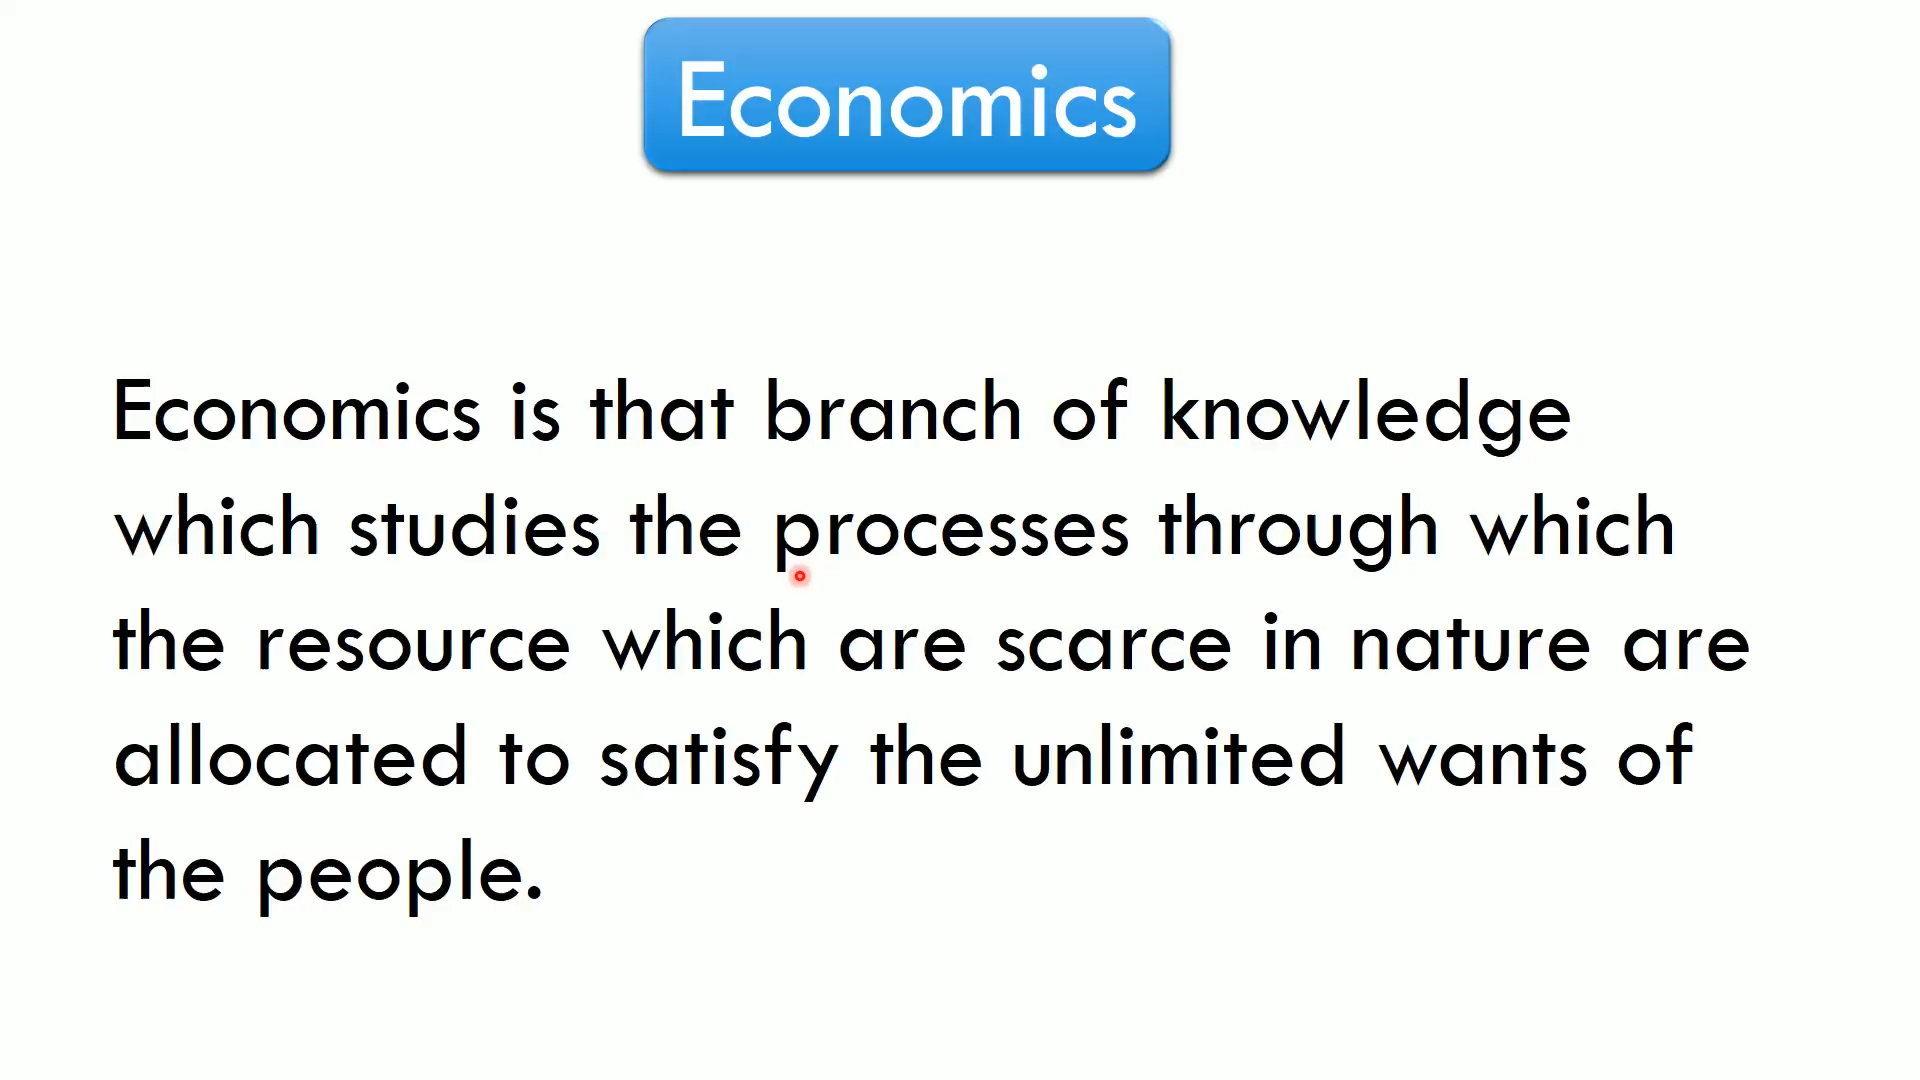 Economics
Economics is that branch of knowledge
which studies the processes through which
the resource which are scarce in nature are
allocated to satisfy the unlimited wants of
the people.